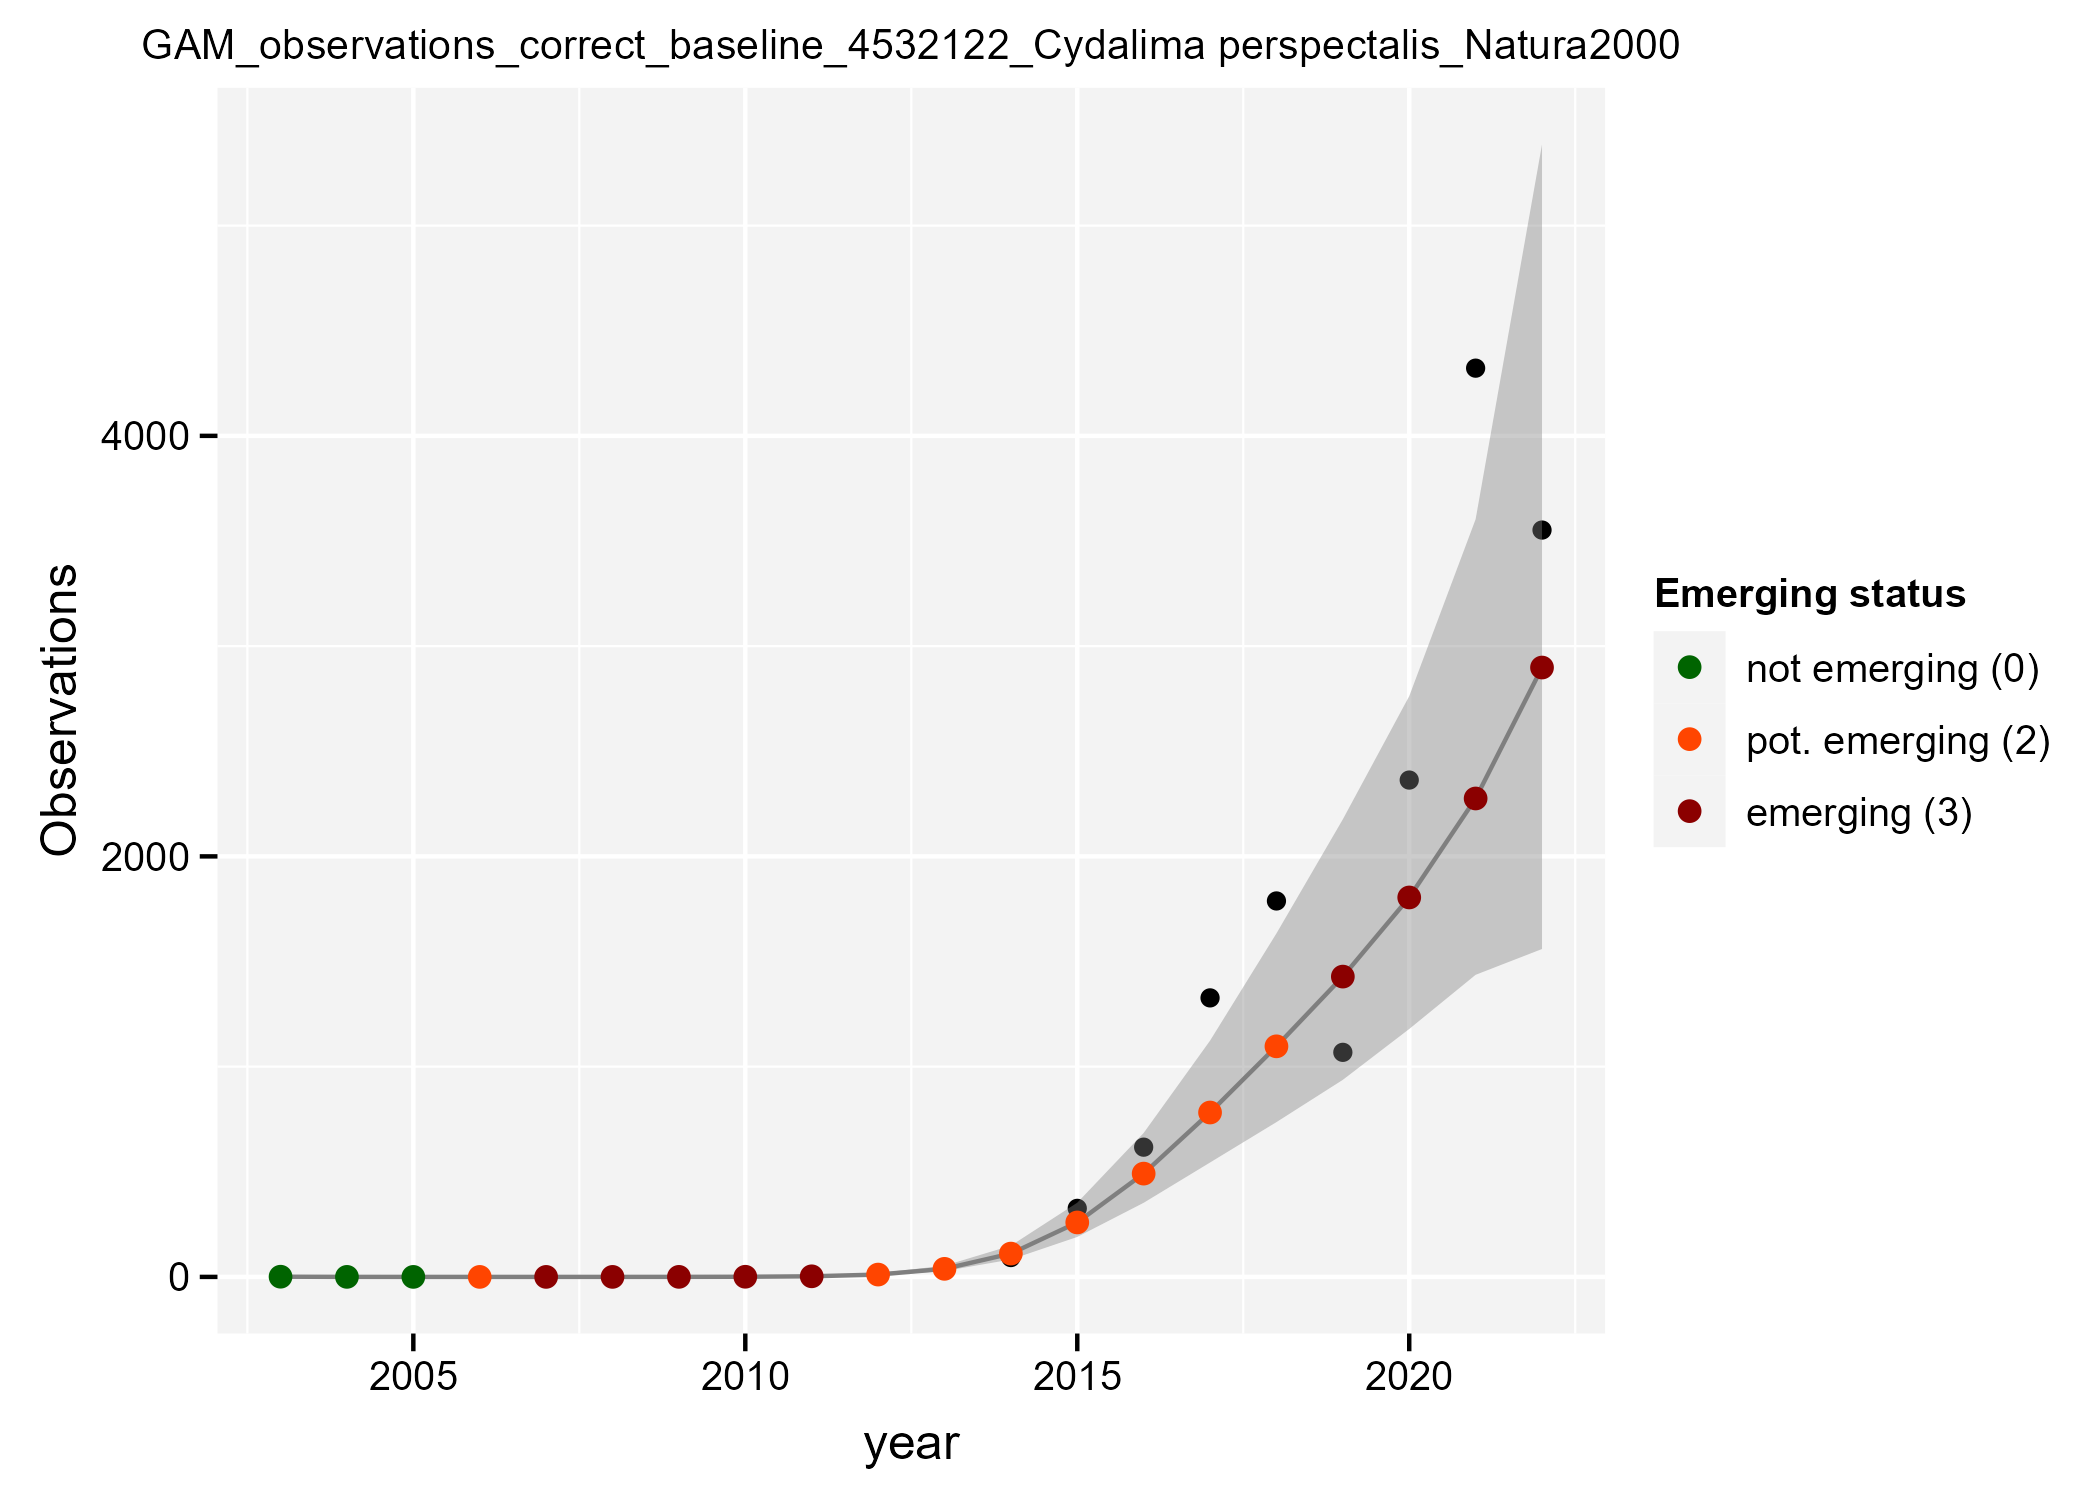 GAM_observations_correct_baseline_4532122_Cydalima perspectalis_Natura2000
Observations
4000
2000
0
2005
2010
2015
2020
year
Emerging status
not emerging (0)
pot. emerging (2)
emerging (3)